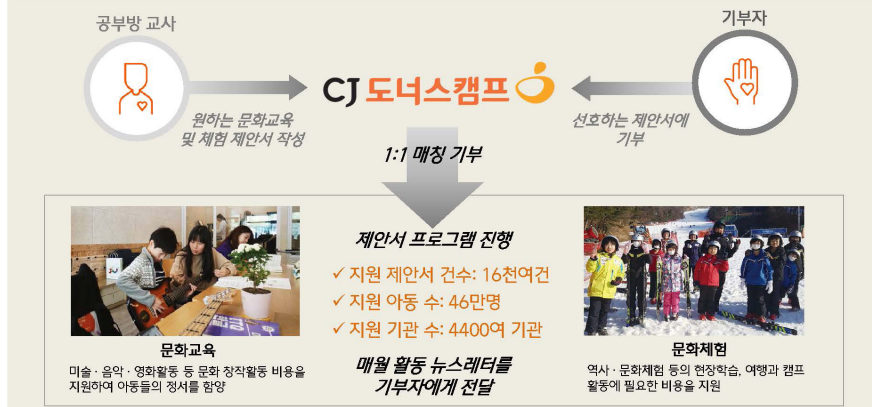 공부방 교사
기부자
CJ 도너스캠프
원하는 문화교육
및 체험 제안서 작성
선호하는 제안서에
기부
1:1 매칭 기부
제안서 프로그램 진행
✓ 지원 제안서 건수: 16천여건
✓ 지원 아동 수: 46만명
✓ 지원 기관 수: 4400여 기관
매월 활동 뉴스레터를
기부자에게 전달
문화교육
미술 · 음악 · 영화활동 등 문화 창작활동 비용을
지원하여 아동들의 정서를 함양
문화체험
역사 · 문화체험 등의 현장학습, 여행과 캠프
활동에 필요한 비용을 지원